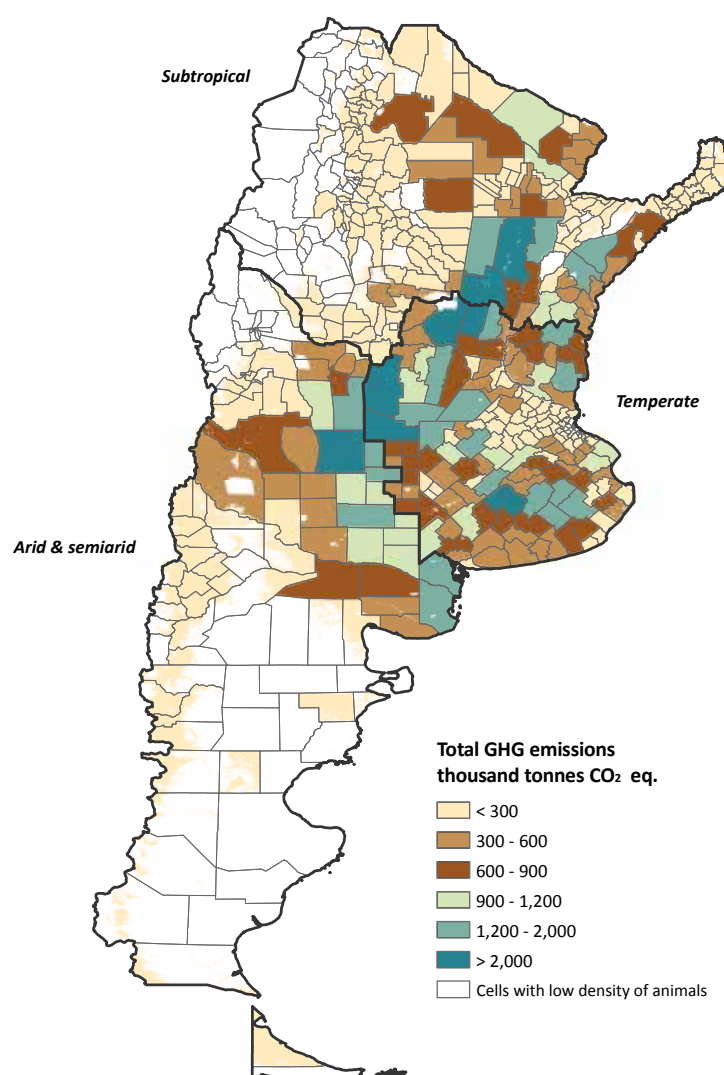 Subtropical
Temperate
Arid & semiarid
Total GHG emissions
thousand tonnes CO₂ eq.
< 300
300 - 600
600 - 900
900 - 1,200
1,200 - 2,000
> 2,000
Cells with low density of animals